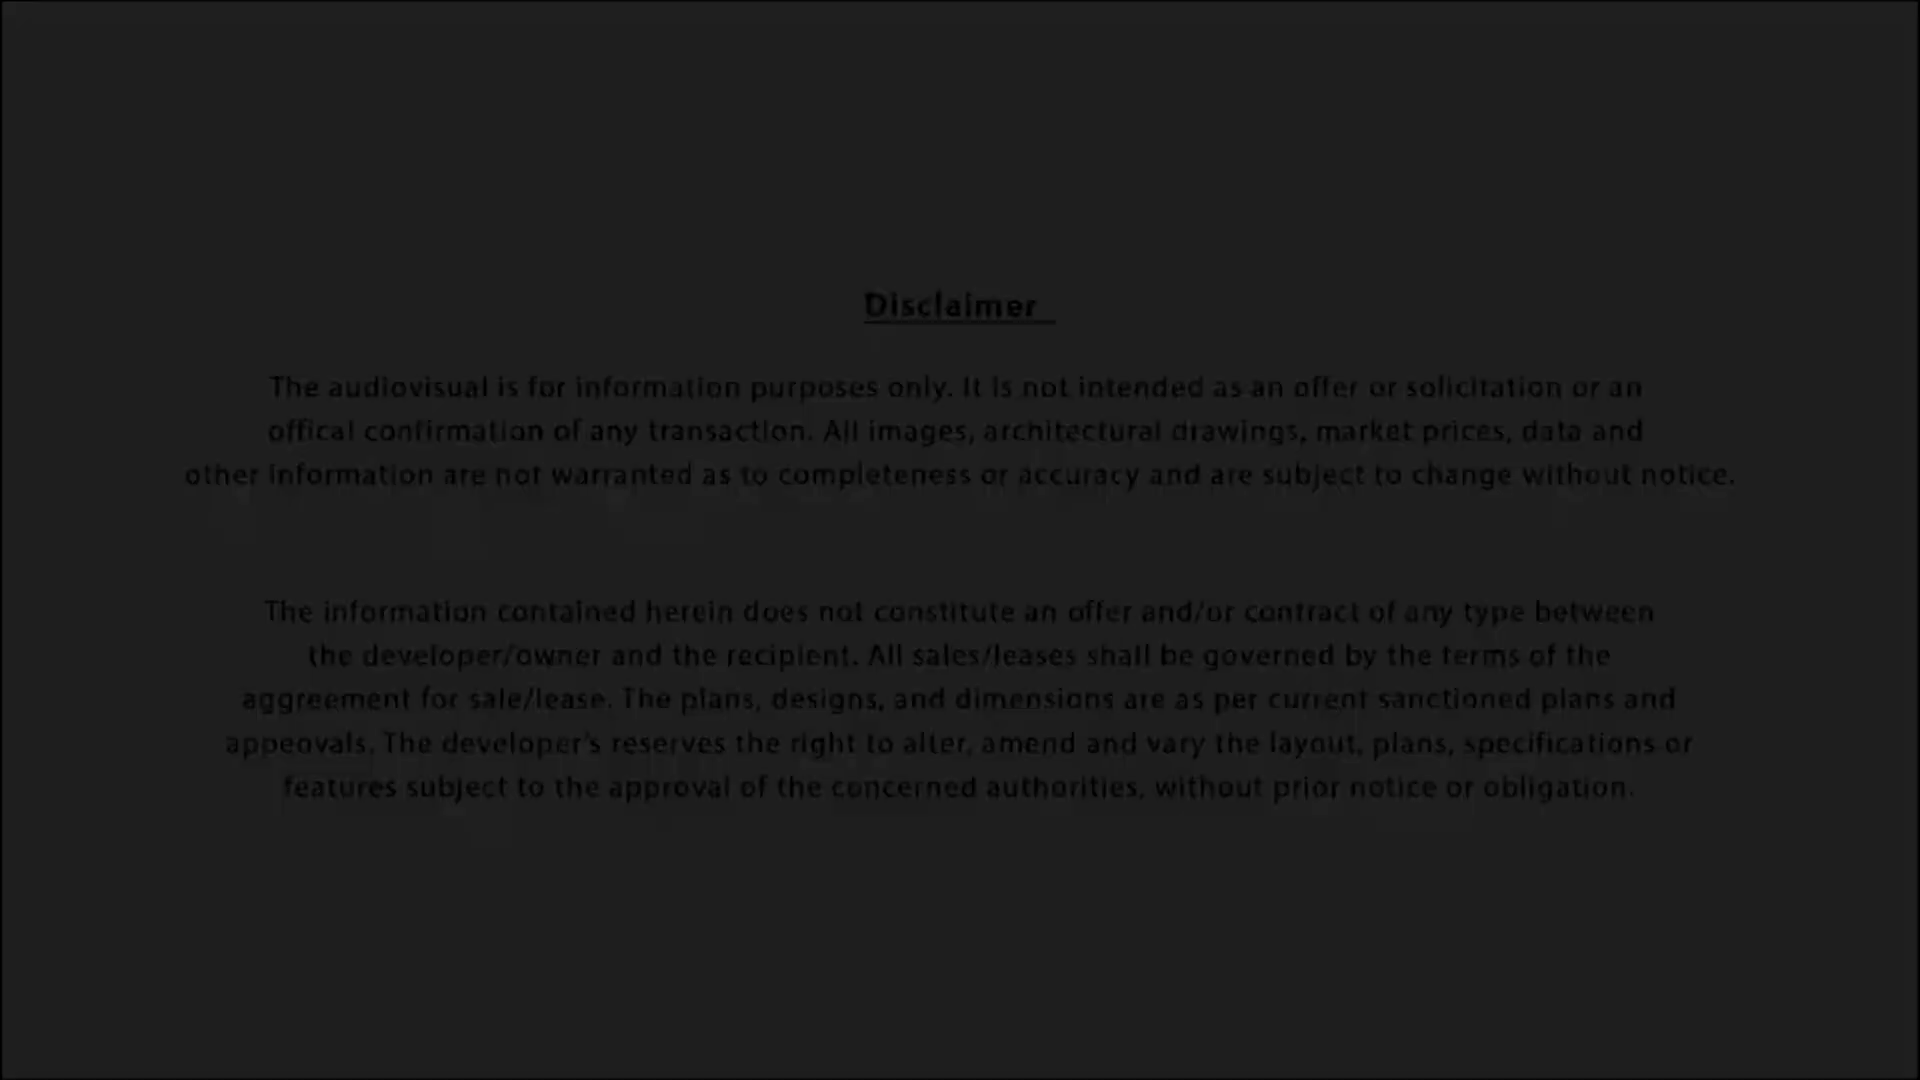 Disclaimer
The audiovisual is for information purposes only. It is not intended as an offer or solicitation or an
offical confirmation of any transaction. All images, architectural drawings, market prices, data and
other information are not warranted as to completeness or accuracy and are subject to change without notice.
The information contained herein does not constitute an offer and/or contract of any type between
the developer/owner and the recipient. All sales/leases shall be governed by the terms of the
aggreement for sale/lease. The plans, designs, and dimensions are as per current sanctioned plans and
appeovals. The developer's reserves the right to alter, amend and vary the layout, plans, specifications or
features subject to the approval of the concerned authorities, without prior notice or obligation.